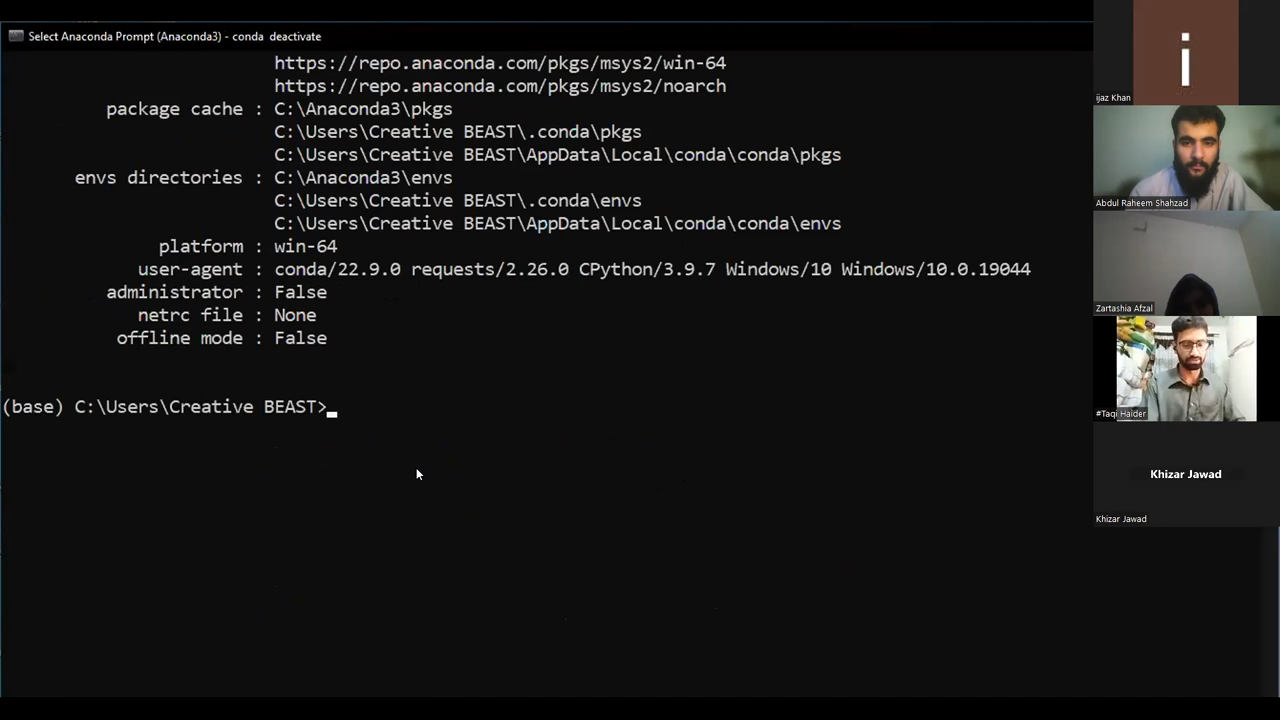 Select Anaconda Prompt (Anaconda3) - conda  deactivate
https://repo.anaconda.com/pkgs/msys2/win-64
https://repo.anaconda.com/pkgs/msys2/noarch
package cache : C:\Anaconda3\pkgs
C:\Users\Creative BEAST\.conda\pkgs
C:\Users\Creative BEAST\AppData\Local\conda\conda\pkgs
envs directories : C:\Anaconda3\envs
C:\Users\Creative BEAST\.conda\envs
C:\Users\Creative BEAST\AppData\Local\conda\conda\envs
platform : win-64
user-agent : conda/22.9.0 requests/2.26.0 CPython/3.9.7 Windows/10 Windows/10.0.19044
administrator : False
netrc file : None
offline mode : False
(base) C:\Users\Creative BEAST>
i
ijaz Khan
Abdul Raheem Shahzad
Zartashia Afzal
#Taqi Haider
Khizar Jawad
Khizar Jawad